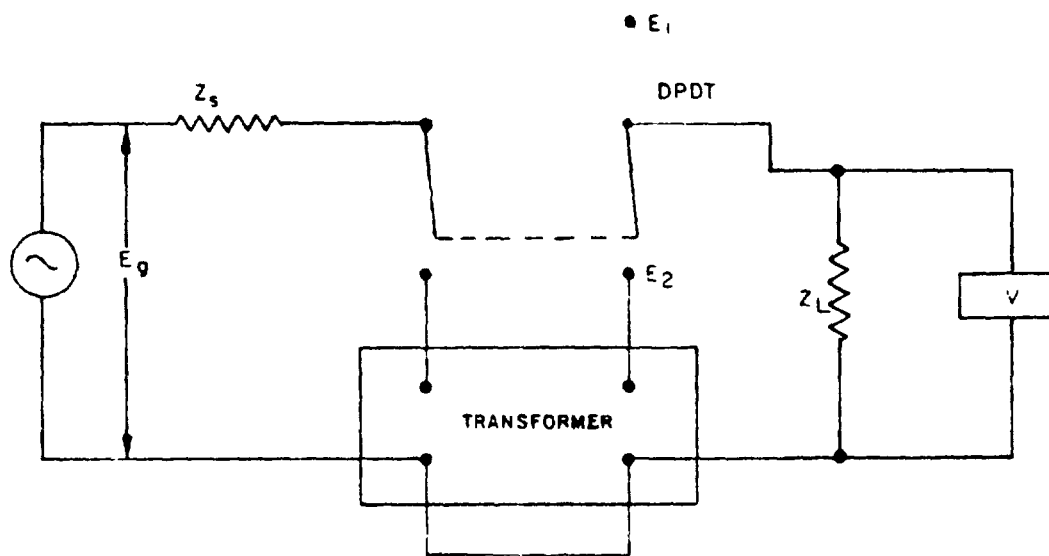 E1
DPDT
Zs
Eg
E2
ZL
V
TRANSFORMER